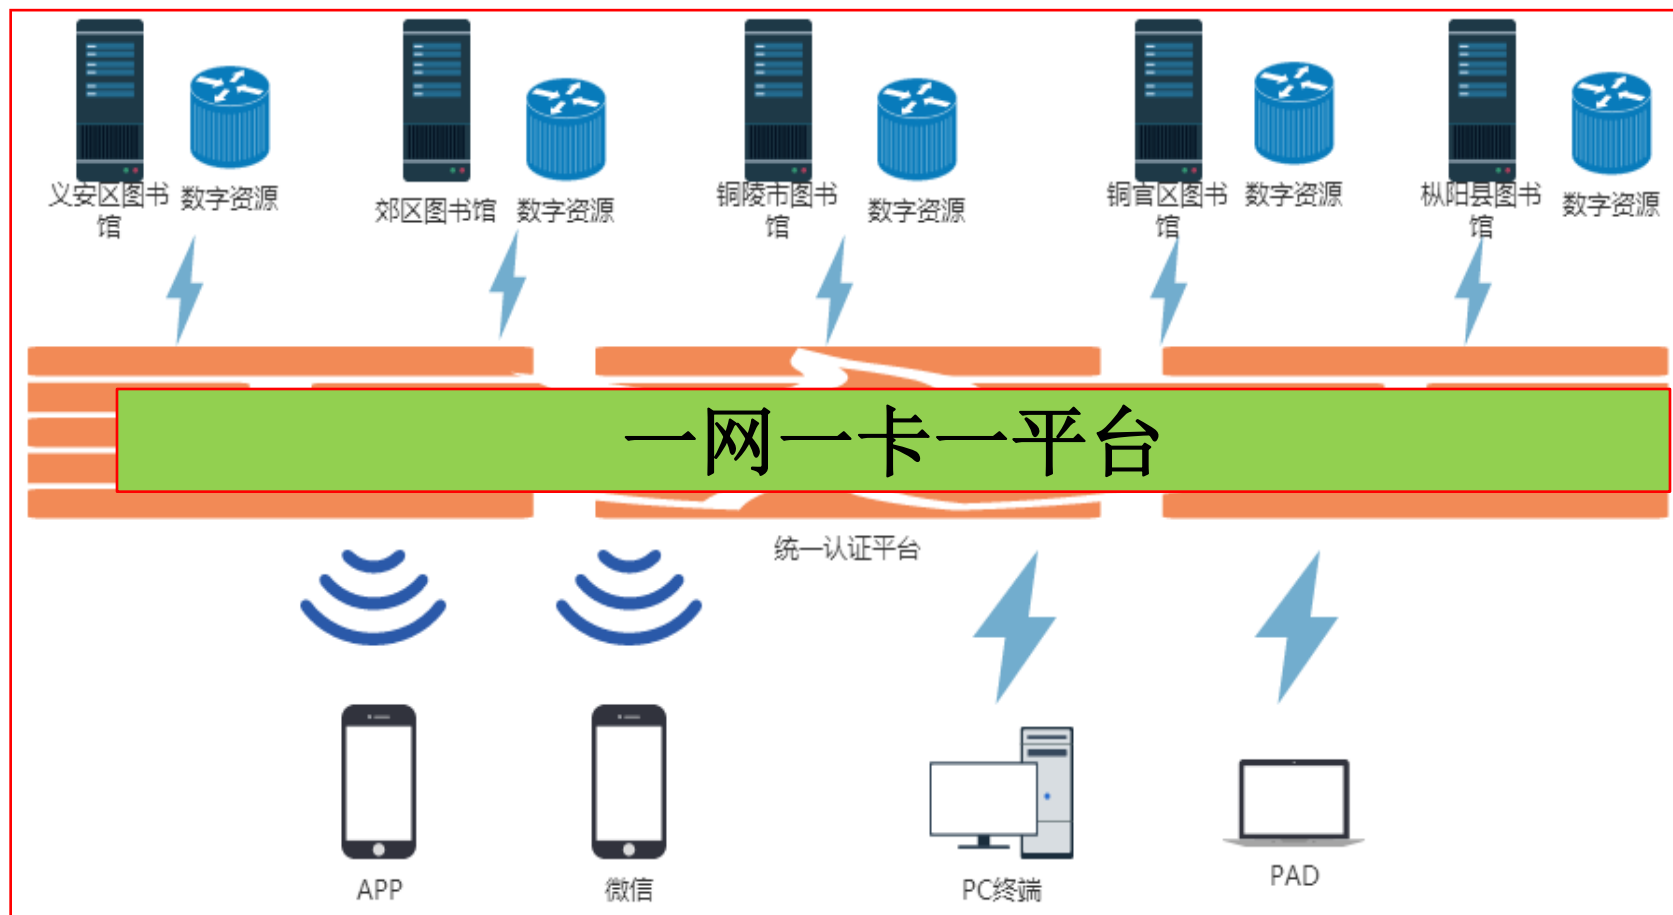 义安区图书
馆
数字资源
郊区图书馆
数字资源
铜陵市图书
馆
数字资源
铜官区图书
馆
数字资源
枞阳县图书
馆
数字资源
一网一卡一平台
统一认证平台
APP
微信
PC终端
PAD